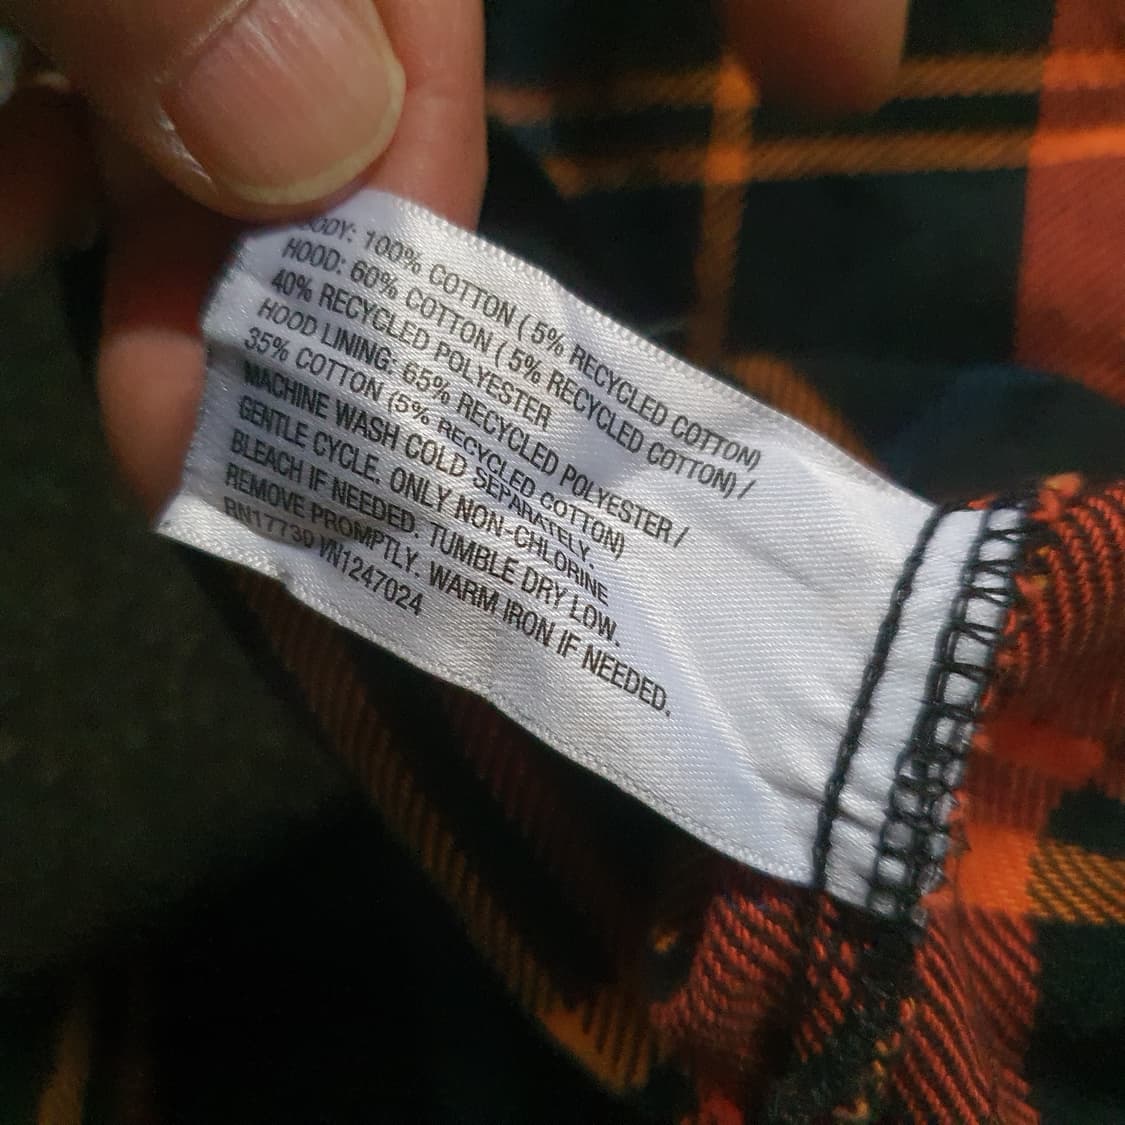 BODY: 100% COTTON ( 5% RECYCLED COTTON)
HOOD: 60% COTTON ( 5% RECYCLED COTTON) /
40% RECYCLED POLYESTER
HOOD LINING: 65% RECYCLED POLYESTER /
35% COTTON (5% RECYCLED COTTON)
MACHINE WASH COLD SEPARATELY.
GENTLE CYCLE. ONLY NON-CHLORINE
BLEACH IF NEEDED. TUMBLE DRY LOW.
REMOVE PROMPTLY. WARM IRON IF NEEDED.
RN17730 VN1247024